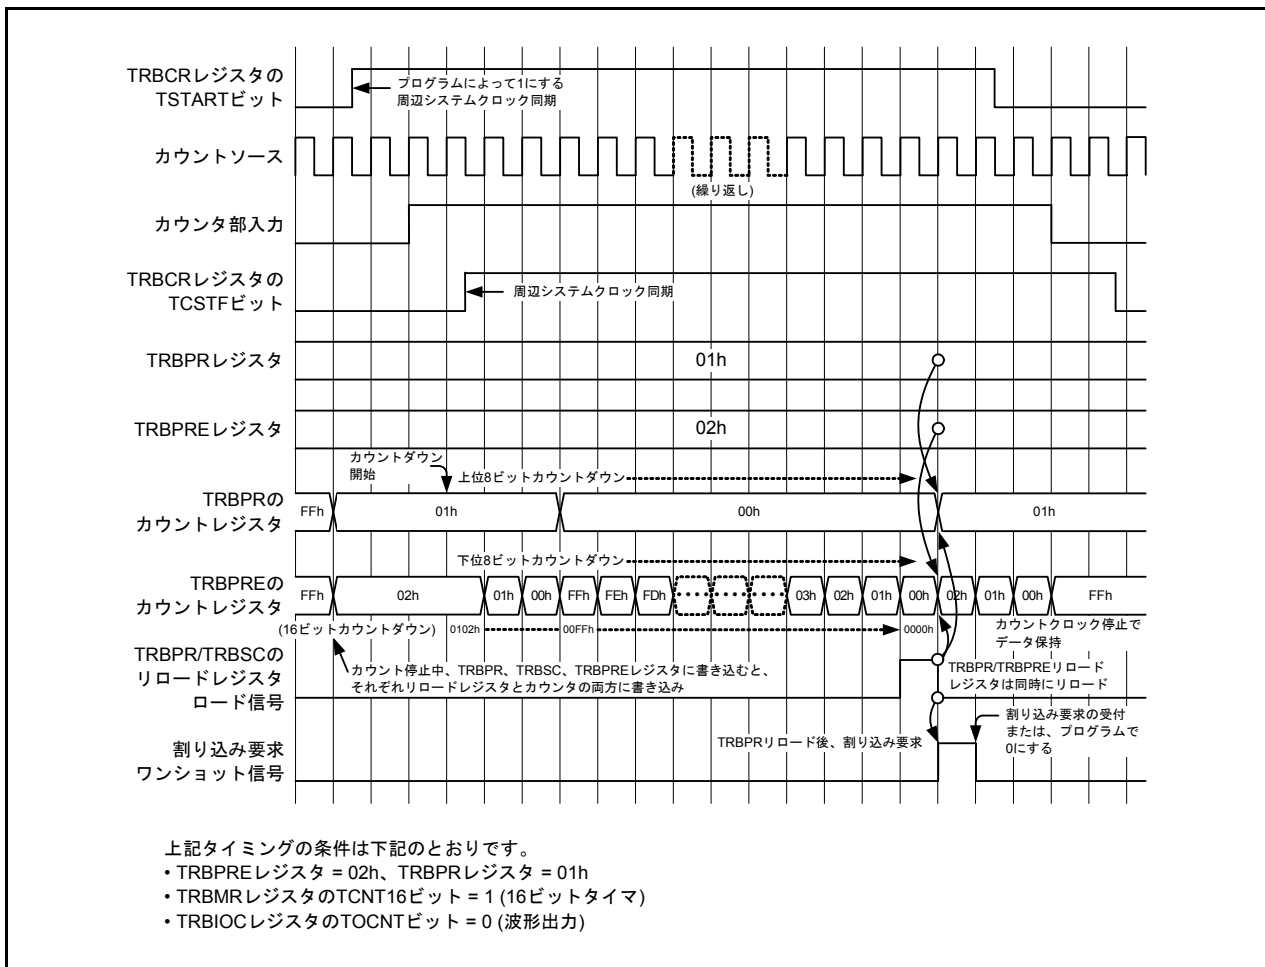 TRBCRレジスタの
TSTARTビット
プログラムによって1にする
周辺システムクロック同期
カウントソース
(繰り返し)
カウンタ部入力
TRBCRレジスタの
TCSTFビット
周辺システムクロック同期
TRBPRレジスタ
01h
TRBPREレジスタ
02h
カウントダウン
開始
上位8ビットカウントダウン
TRBPRの
カウントレジスタ
FFh 01h 00h 01h
下位8ビットカウントダウン
TRBPREの
カウントレジスタ
FFh 02h 01h 00h FFh FEh FDh 03h 02h 01h 00h 02h 01h 00h FFh
(16ビットカウントダウン) 0102h 00FFh 0000h
カウントクロック停止で
データ保持
TRBPR/TRBSCの
リロードレジスタ
ロード信号
カウント停止中、TRBPR、TRBSC、TRBPREレジスタに書き込むと、
それぞれリロードレジスタとカウンタの両方に書き込み
TRBPR/TRBPREリロード
レジスタは同時にリロード
割り込み要求
ワンショット信号
TRBPRリロード後、割り込み要求
割り込み要求の受付
または、プログラムで
0にする
上記タイミングの条件は下記のとおりです。
• TRBPREレジスタ = 02h、TRBPRレジスタ = 01h
• TRBMRレジスタのTCNT16ビット = 1 (16ビットタイマ)
• TRBIOCレジスタのTOCNTビット = 0 (波形出力)